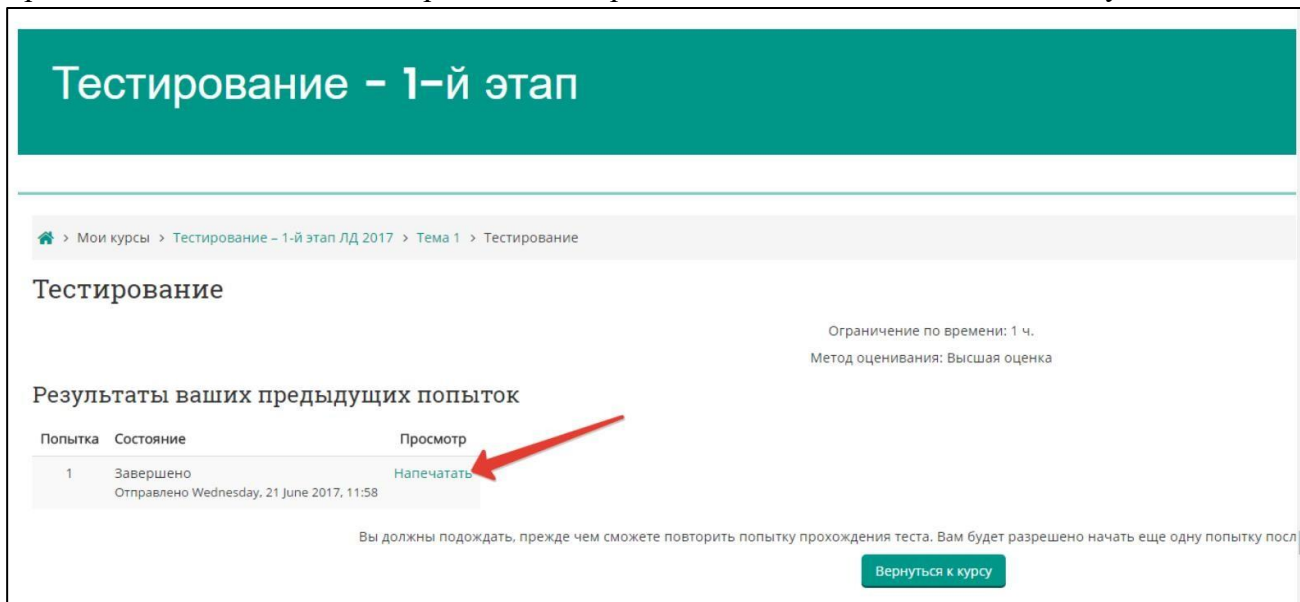 Тестирование - 1-й этап
> Мои курсы > Тестирование – 1-й этап ЛД 2017 > Тема 1 > Тестирование
Тестирование
Ограничение по времени: 1 ч.
Метод оценивания: Высшая оценка
Результаты ваших предыдущих попыток
Попытка Состояние Просмотр
1 Завершено Напечатать
Отправлено Wednesday, 21 June 2017, 11:58
Вы должны подождать, прежде чем сможете повторить попытку прохождения теста. Вам будет разрешено начать еще одну попытку посл
Вернуться к курсу